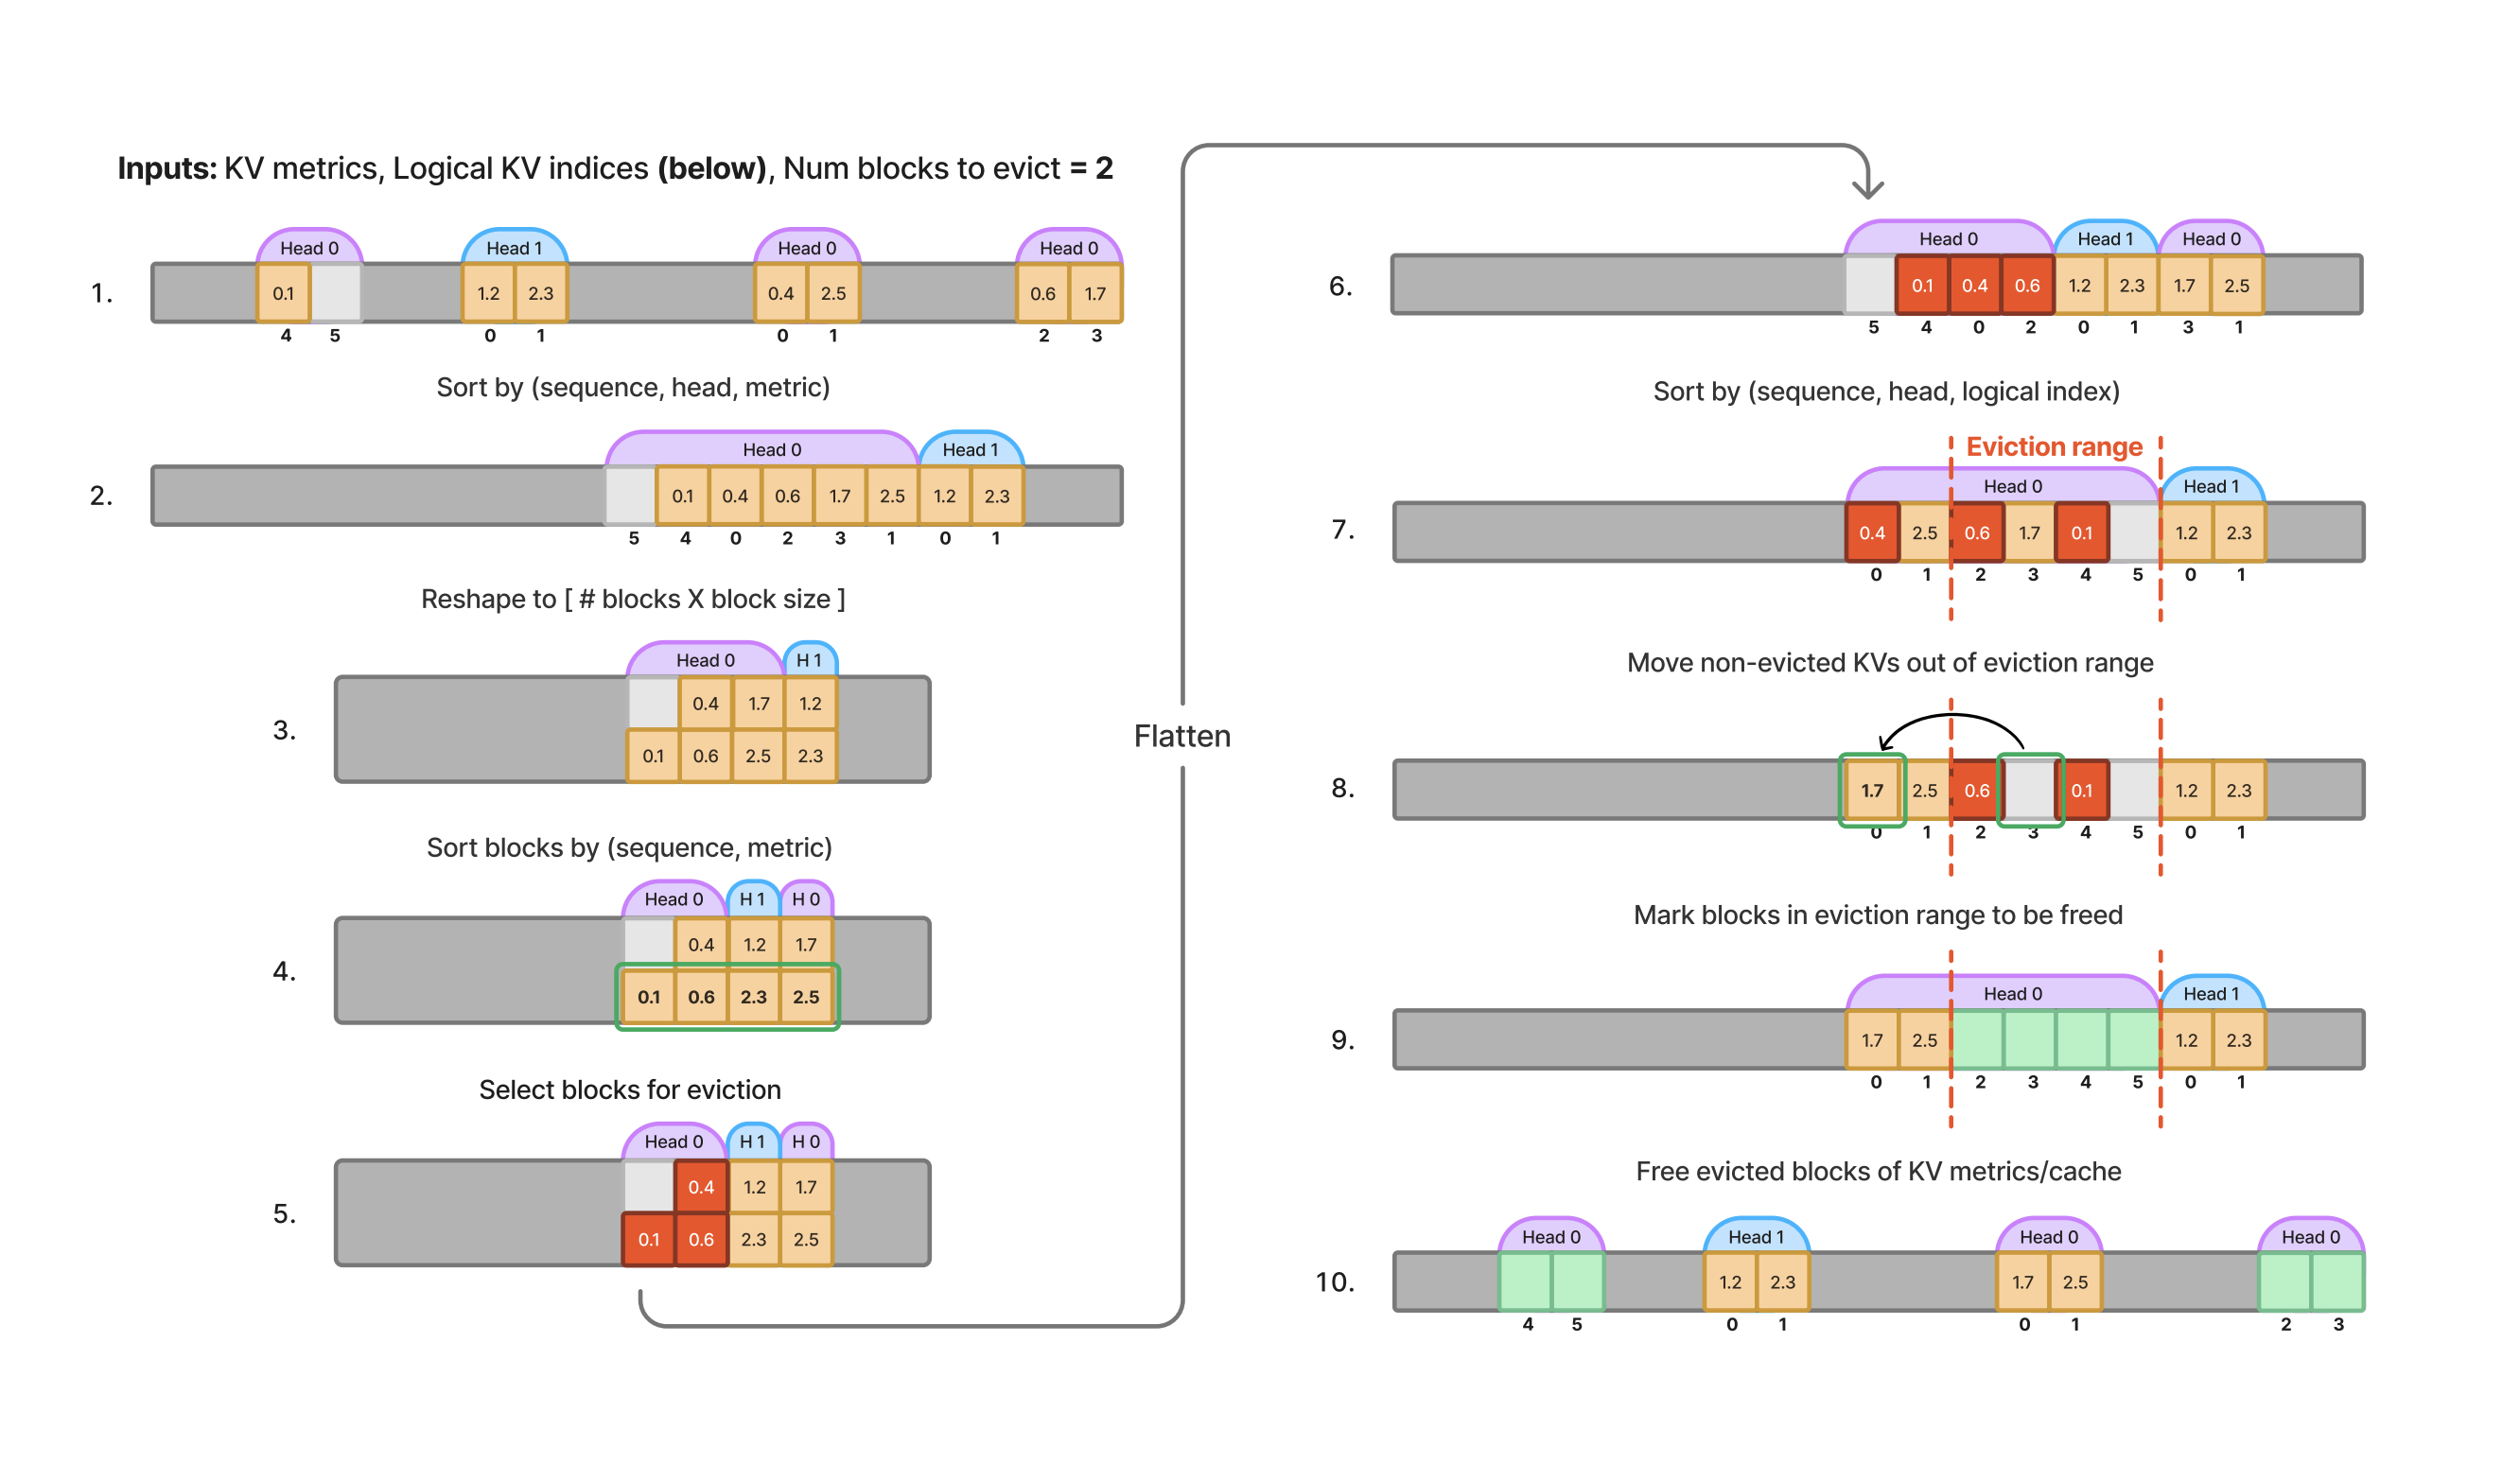 Inputs: KV metrics, Logical KV indices (below), Num blocks to evict = 2
1.
Head 0 Head 1 Head 0 Head 0
0.1 1.2 2.3 0.4 2.5 0.6 1.7
4 5 0 1 0 1 2 3
Sort by (sequence, head, metric)
2.
Head 0 Head 1
0.1 0.4 0.6 1.7 2.5 1.2 2.3
5 4 0 2 3 1 0 1
Reshape to [ # blocks X block size ]
3.
Head 0 H 1
0.4 1.7 1.2
0.1 0.6 2.5 2.3
Sort blocks by (sequence, metric)
4.
Head 0 H 1 H 0
0.4 1.2 1.7
0.1 0.6 2.3 2.5
Select blocks for eviction
5.
Head 0 H 1 H 0
0.4 1.2 1.7
0.1 0.6 2.3 2.5
Flatten
6.
Head 0 Head 1 Head 0
0.1 0.4 0.6 1.2 2.3 1.7 2.5
5 4 0 2 0 1 3 1
Sort by (sequence, head, logical index)
Eviction range
7.
Head 0 Head 1
0.4 2.5 0.6 1.7 0.1 1.2 2.3
0 1 2 3 4 5 0 1
Move non-evicted KVs out of eviction range
8.
1.7 2.5 0.6 0.1 1.2 2.3
0 1 2 3 4 5 0 1
Mark blocks in eviction range to be freed
9.
Head 0 Head 1
1.7 2.5 1.2 2.3
0 1 2 3 4 5 0 1
Free evicted blocks of KV metrics/cache
10.
Head 0 Head 1 Head 0 Head 0
1.2 2.3 1.7 2.5
4 5 0 1 0 1 2 3